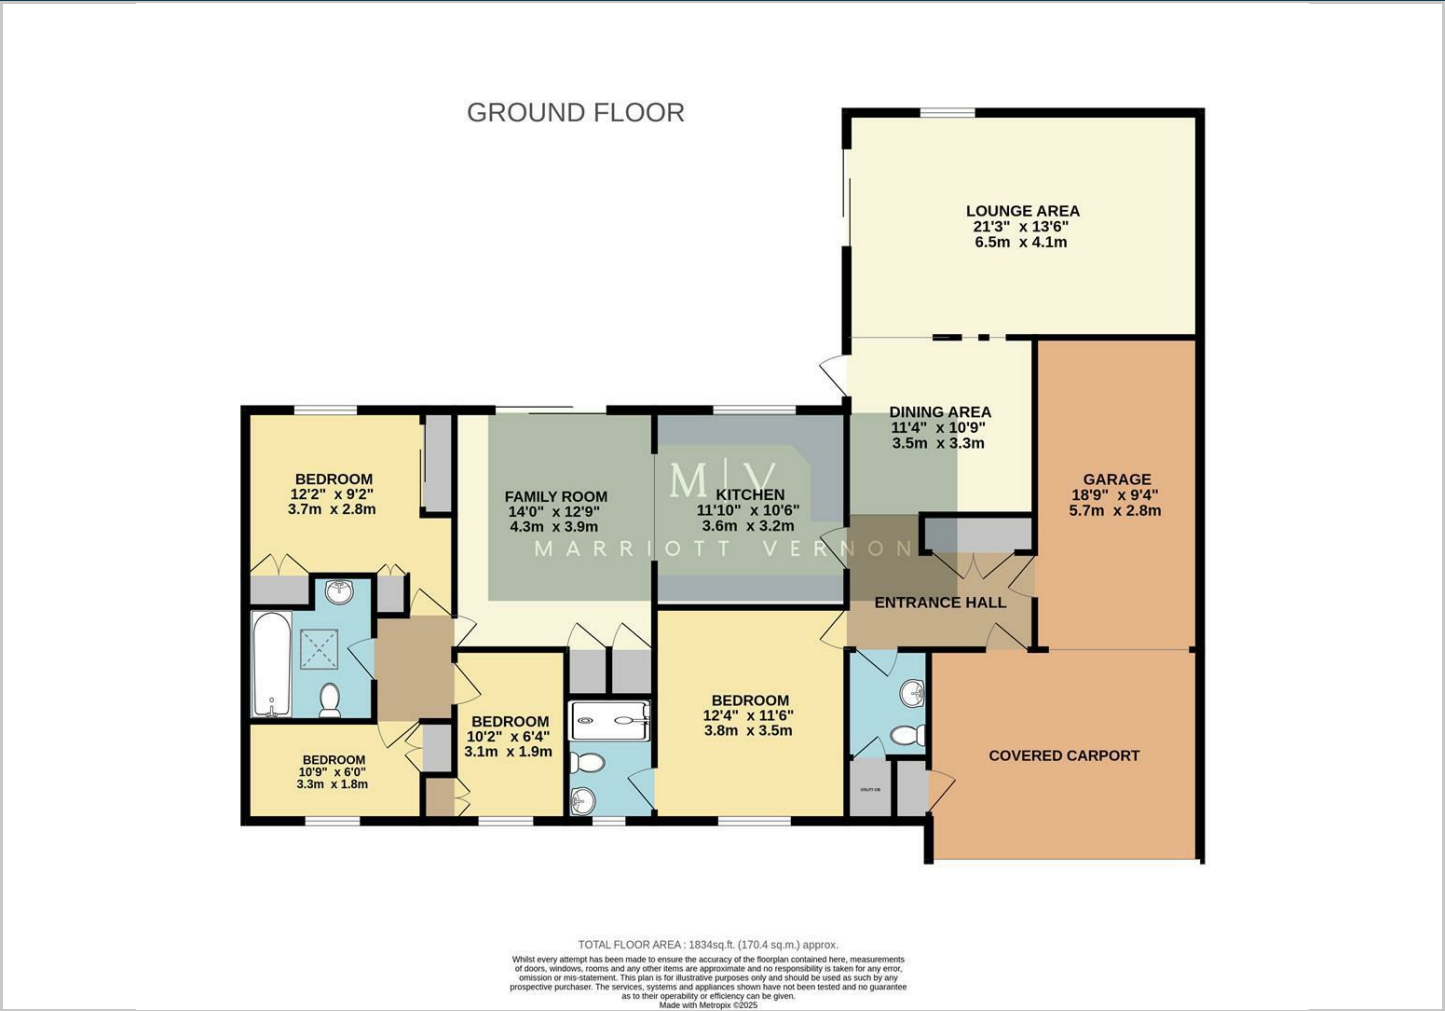 GROUND FLOOR
LOUNGE AREA
21'3" x 13'6"
6.5m x 4.1m
DINING AREA
11'4" x 10'9"
3.5m x 3.3m
GARAGE
18'9" x 9'4"
5.7m x 2.8m
BEDROOM
12'2" x 9'2"
3.7m x 2.8m
FAMILY ROOM
14'0" x 12'9"
4.3m x 3.9m
M|V
KITCHEN
11'10" x 10'6"
3.6m x 3.2m
MARRIOTT VERNON
ENTRANCE HALL
BEDROOM
12'4" x 11'6"
3.8m x 3.5m
BEDROOM
10'2" x 6'4"
3.1m x 1.9m
BEDROOM
10'9" x 6'0"
3.3m x 1.8m
COVERED CARPORT
TOTAL FLOOR AREA : 1834sq.ft. (170.4 sq.m.) approx.
Whilst every attempt has been made to ensure the accuracy of the floorplan contained here, measurements
of doors, windows, rooms and any other items are approximate and no responsibility is taken for any error,
omission or mis-statement. This plan is for illustrative purposes only and should be used as such by any
prospective purchaser. The services, systems and appliances shown have not been tested and no guarantee
as to their operability or efficiency can be given.
Made with Metropix ©2025